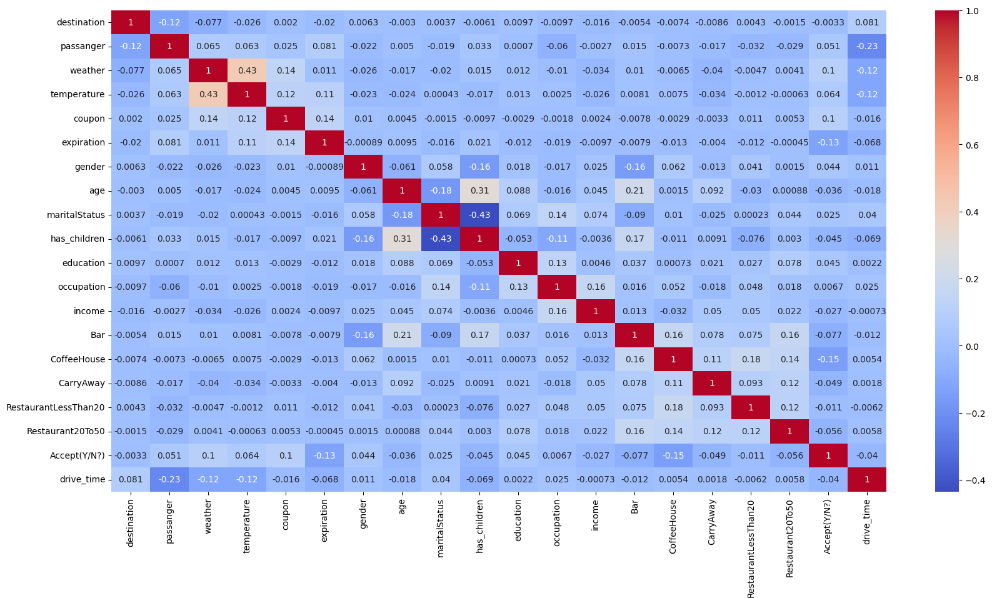 destination 1 -0.12 -0.077 -0.026 0.002 -0.02 0.0063 -0.003 0.0037 -0.0061 0.0097 -0.0097 -0.016 -0.0054 -0.0074 -0.0086 0.0043 -0.0015 -0.0033 0.081
passanger -0.12 1 0.065 0.063 0.025 0.081 -0.022 0.005 -0.019 0.033 0.0007 -0.06 -0.0027 0.015 -0.0073 -0.017 -0.032 -0.029 0.051 -0.23
weather -0.077 0.065 1 0.43 0.14 0.011 -0.026 -0.017 -0.02 0.015 0.012 -0.01 -0.034 0.01 -0.0065 -0.04 -0.0047 0.0041 0.1 -0.12
temperature -0.026 0.063 0.43 1 0.12 0.11 -0.023 -0.024 0.00043 -0.017 0.013 0.0025 -0.026 0.0081 0.0075 -0.034 -0.0012 -0.00063 0.064 -0.12
coupon 0.002 0.025 0.14 0.12 1 0.14 0.01 0.0045 -0.0015 -0.0097 -0.0029 -0.0018 0.0024 -0.0078 -0.0029 -0.0033 0.011 0.0053 0.1 -0.016
expiration -0.02 0.081 0.011 0.11 0.14 1 -0.00089 0.0095 -0.016 0.021 -0.012 -0.019 -0.0097 -0.0079 -0.013 -0.004 -0.012 -0.00045 -0.13 -0.068
gender 0.0063 -0.022 -0.026 -0.023 0.01 -0.00089 1 -0.061 0.058 -0.16 0.018 -0.017 0.025 -0.16 0.062 -0.013 0.041 0.0015 0.044 0.011
age -0.003 0.005 -0.017 -0.024 0.0045 0.0095 -0.061 1 -0.18 0.31 0.088 -0.016 0.045 0.21 0.0015 0.092 -0.03 0.00088 -0.036 -0.018
maritalStatus 0.0037 -0.019 -0.02 0.00043 -0.0015 -0.016 0.058 -0.18 1 -0.43 0.069 0.14 0.074 -0.09 0.01 -0.025 0.00023 0.044 0.025 0.04
has_children -0.0061 0.033 0.015 -0.017 -0.0097 0.021 -0.16 0.31 -0.43 1 -0.053 -0.11 -0.0036 0.17 -0.011 0.0091 -0.076 0.003 -0.045 -0.069
education 0.0097 0.0007 0.012 0.013 -0.0029 -0.012 0.018 0.088 0.069 -0.053 1 0.13 0.0046 0.037 0.00073 0.021 0.027 0.078 0.045 0.0022
occupation -0.0097 -0.06 -0.01 0.0025 -0.0018 -0.019 -0.017 -0.016 0.14 -0.11 0.13 1 0.16 0.016 0.052 -0.018 0.048 0.018 0.0067 0.025
income -0.016 -0.0027 -0.034 -0.026 0.0024 -0.0097 0.025 0.045 0.074 -0.0036 0.0046 0.16 1 0.013 -0.032 0.05 0.05 0.022 -0.027 -0.00073
Bar -0.0054 0.015 0.01 0.0081 -0.0078 -0.0079 -0.16 0.21 -0.09 0.17 0.037 0.016 0.013 1 0.16 0.078 0.075 0.16 -0.077 -0.012
CoffeeHouse -0.0074 -0.0073 -0.0065 0.0075 -0.0029 -0.013 0.062 0.0015 0.01 -0.011 0.00073 0.052 -0.032 0.16 1 0.11 0.18 0.14 -0.15 0.0054
CarryAway -0.0086 -0.017 -0.04 -0.034 -0.0033 -0.004 -0.013 0.092 -0.025 0.0091 0.021 -0.018 0.05 0.078 0.11 1 0.093 0.12 -0.049 0.0018
RestaurantLessThan20 0.0043 -0.032 -0.0047 -0.0012 0.011 -0.012 0.041 -0.03 0.00023 -0.076 0.027 0.048 0.05 0.075 0.18 0.093 1 0.12 -0.011 -0.0062
Restaurant20To50 -0.0015 -0.029 0.0041 -0.00063 0.0053 -0.00045 0.0015 0.00088 0.044 0.003 0.078 0.018 0.022 0.16 0.14 0.12 0.12 1 -0.056 0.0058
Accept(Y/N?) -0.0033 0.051 0.1 0.064 0.1 -0.13 0.044 -0.036 0.025 -0.045 0.045 0.0067 -0.027 -0.077 -0.15 -0.049 -0.011 -0.056 1 -0.04
drive_time 0.081 -0.23 -0.12 -0.12 -0.016 -0.068 0.011 -0.018 0.04 -0.069 0.0022 0.025 -0.00073 -0.012 0.0054 0.0018 -0.0062 0.0058 -0.04 1
destination
passanger
weather
temperature
coupon
expiration
gender
age
maritalStatus
has_children
education
occupation
income
Bar
CoffeeHouse
CarryAway
RestaurantLessThan20
Restaurant20To50
Accept(Y/N?)
drive_time
1.0
0.8
0.6
0.4
0.2
0.0
−0.2
−0.4